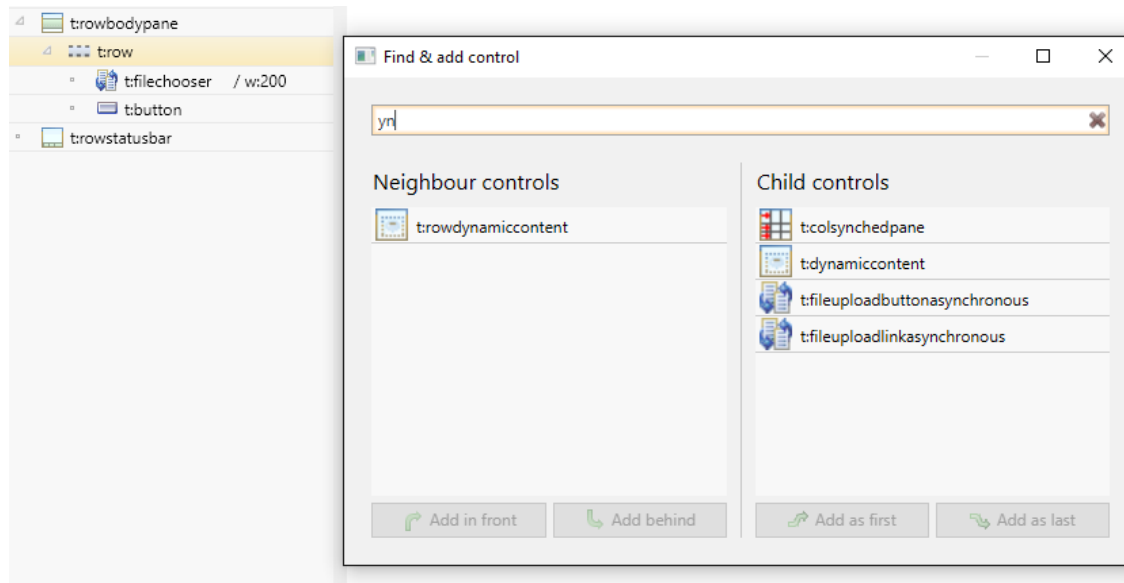 t:rowbodypane
t:row
t:filechooser / w:200
t:button
t:rowstatusbar
Find & add control
yn
Neighbour controls
t:rowdynamiccontent
Add in front
Add behind
Child controls
t:colsynchedpane
t:dynamiccontent
t:fileuploadbuttonasynchronous
t:fileuploadlinkasynchronous
Add as first
Add as last